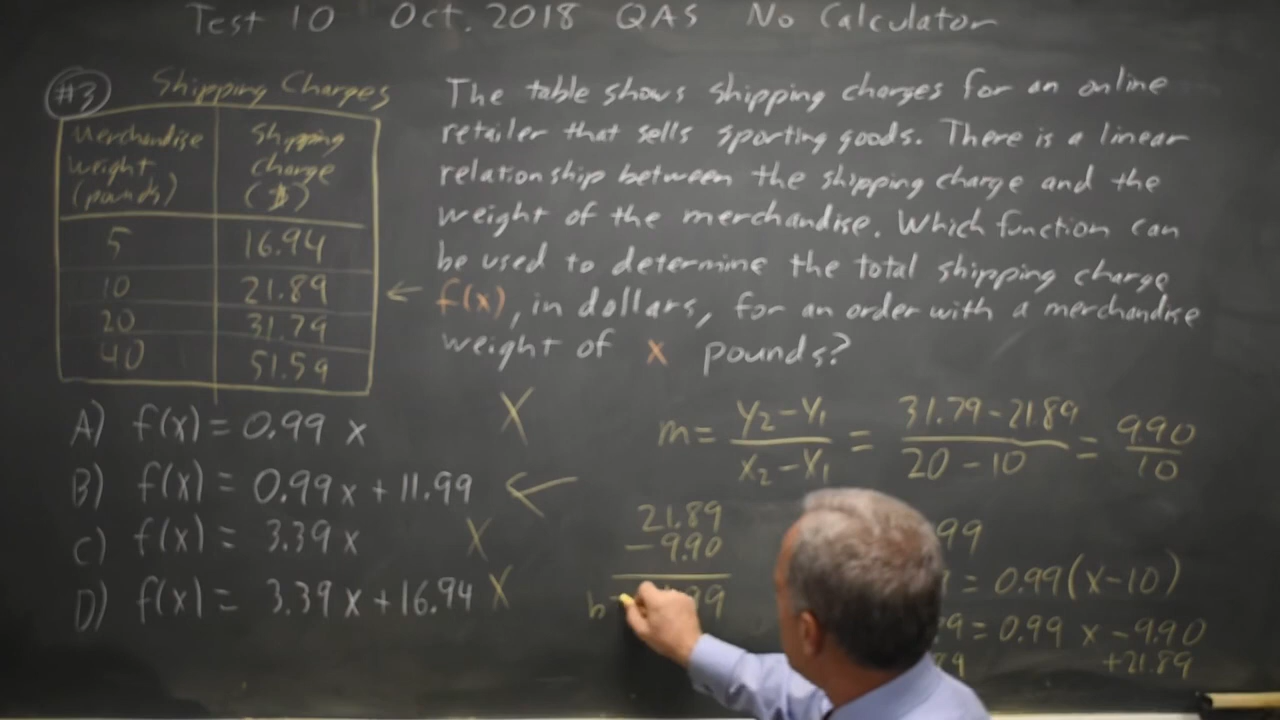 Test 10 Oct. 2018 QAS No Calculator
#3 Shipping Charges
Merchandise weight (pounds) Shipping charge ($)
5 16.94
10 21.89
20 31.79
40 51.59
The table shows shipping charges for an online
retailer that sells sporting goods. There is a linear
relationship between the shipping charge and the
weight of the merchandise. Which function can
be used to determine the total shipping charge
← f(x), in dollars, for an order with a merchandise
weight of x pounds?
A) f(x) = 0.99 x X
B) f(x) = 0.99x + 11.99 ←
C) f(x) = 3.39x X
D) f(x) = 3.39x + 16.94 X
m = Y2 - Y1 / X2 - X1 = 31.79 - 21.89 / 20 - 10 = 9.90 / 10
21.89
- 9.90
b
99
= 0.99(x-10)
= 0.99 x - 9.90
+21.89